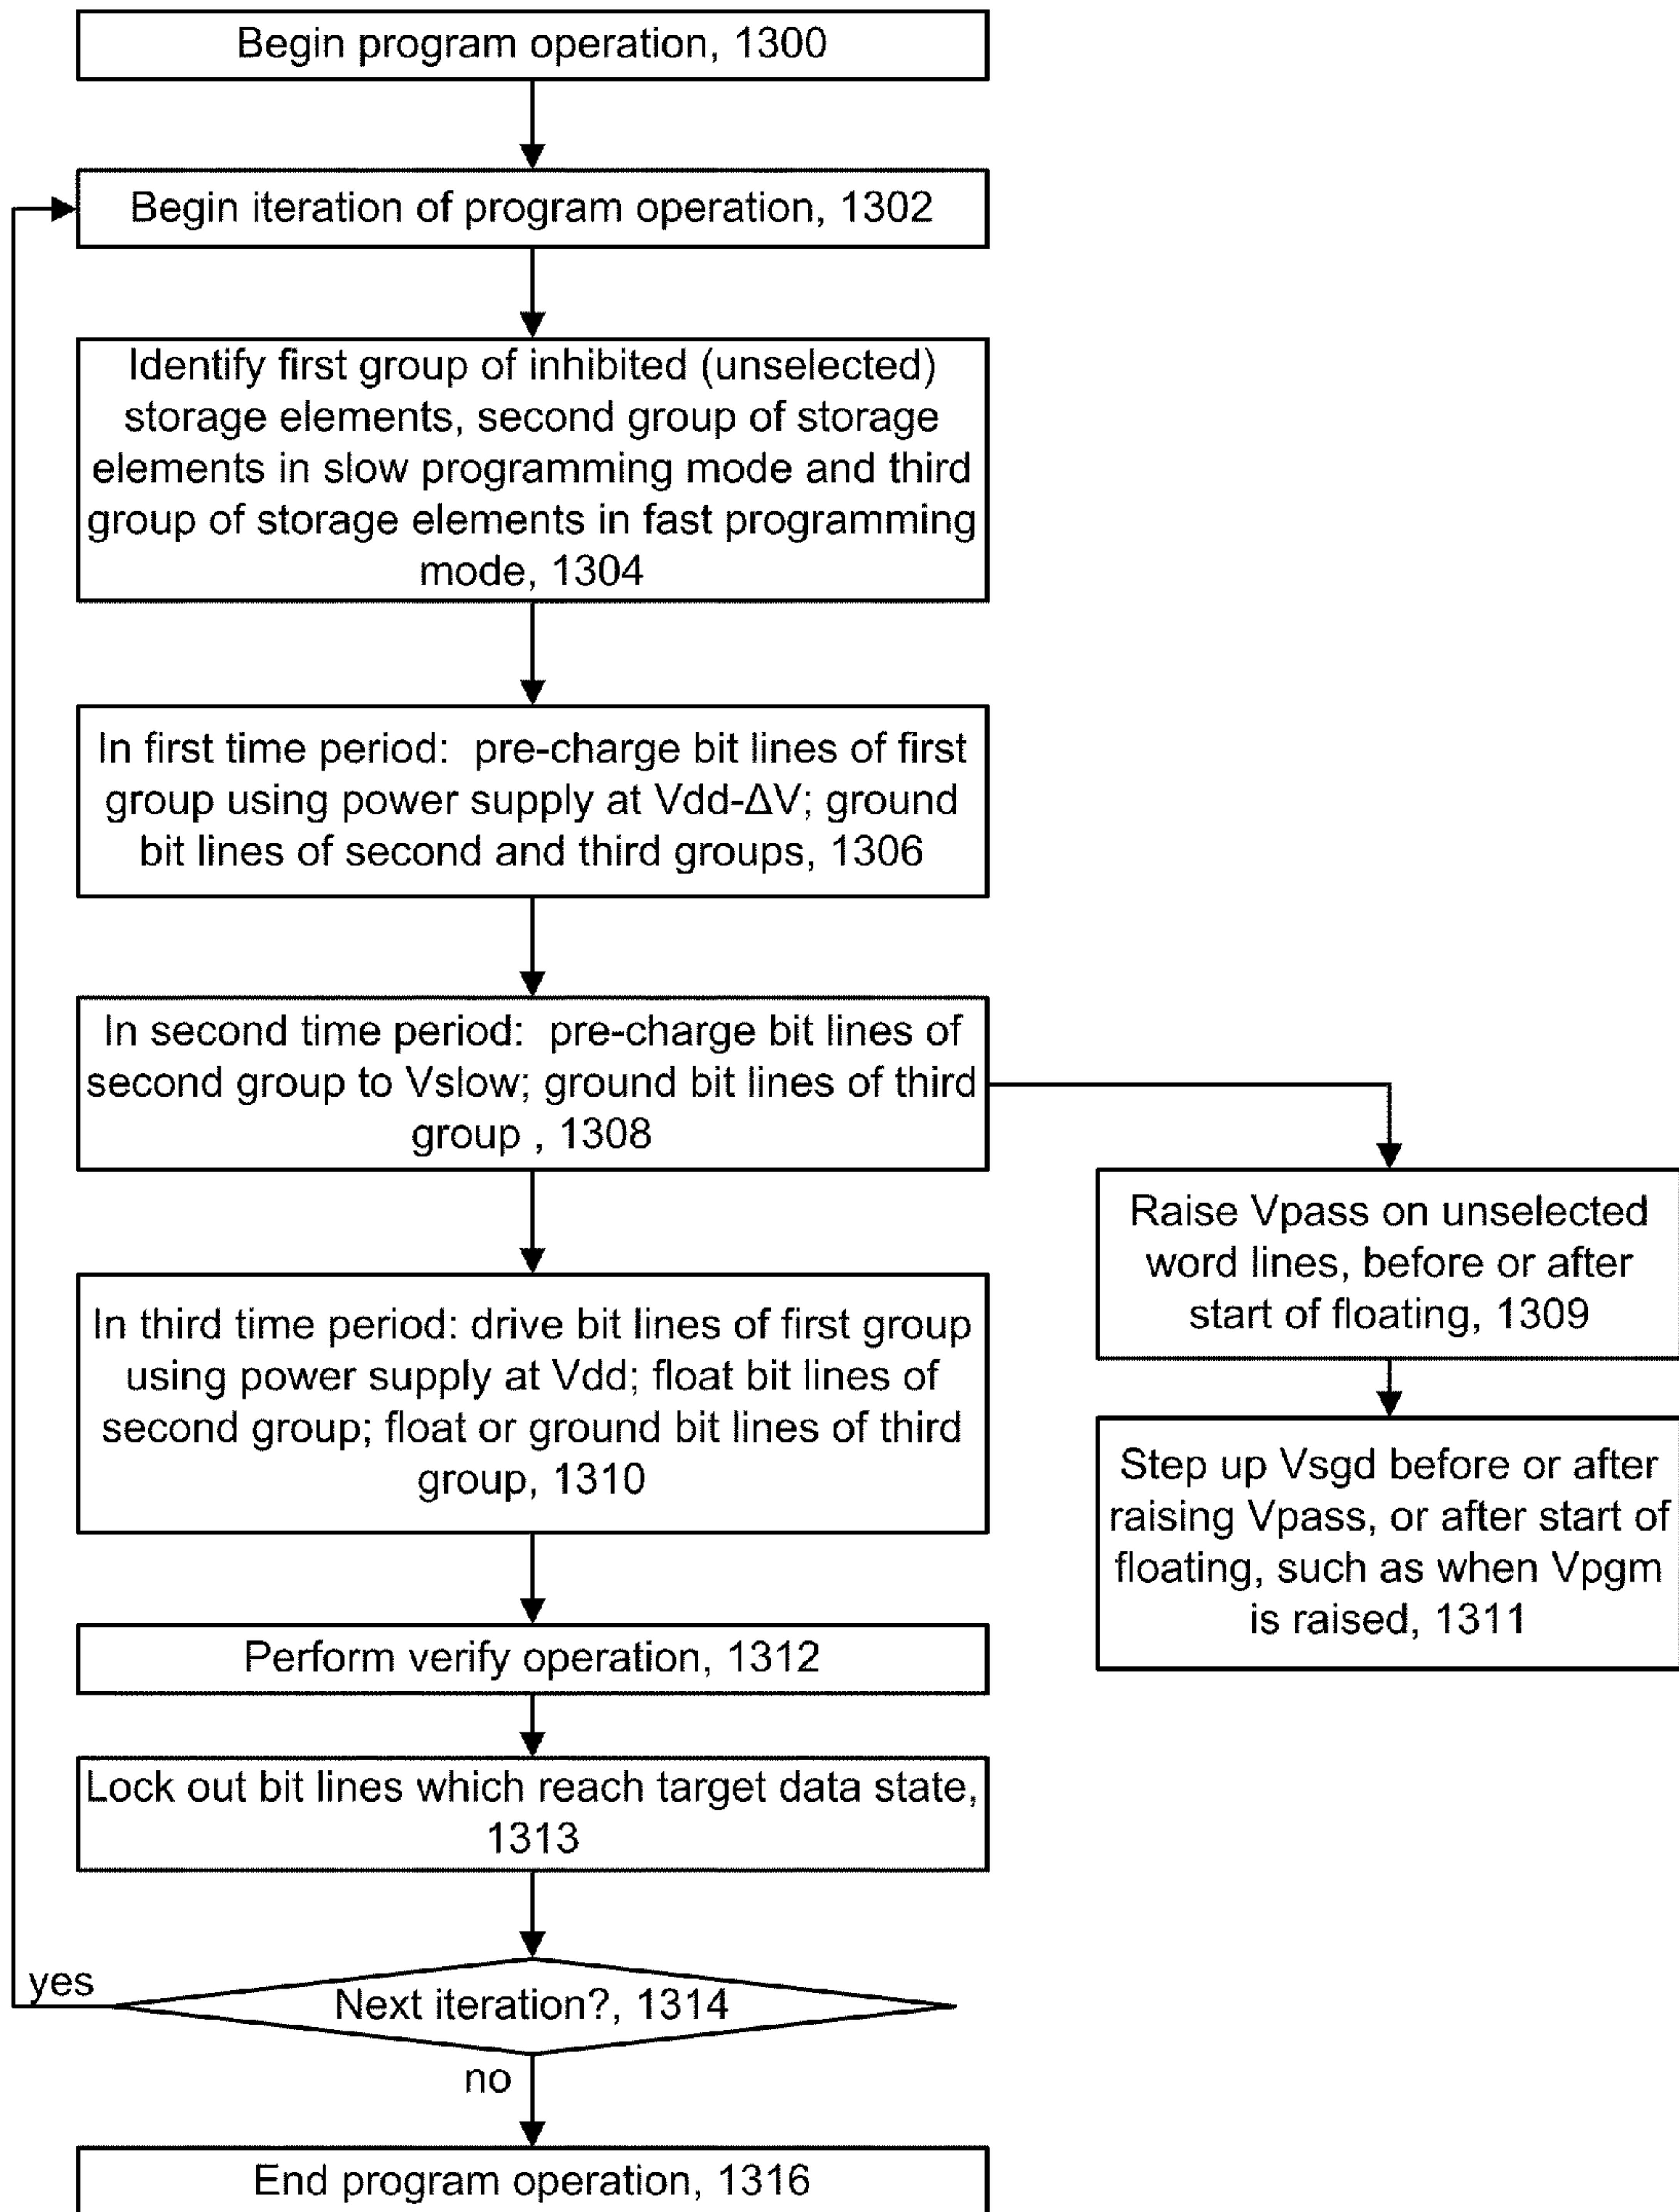 Begin program operation, 1300
Begin iteration of program operation, 1302
Identify first group of inhibited (unselected)
storage elements, second group of storage
elements in slow programming mode and third
group of storage elements in fast programming
mode, 1304
In first time period: pre-charge bit lines of first
group using power supply at Vdd-ΔV; ground
bit lines of second and third groups, 1306
In second time period: pre-charge bit lines of
second group to Vslow; ground bit lines of third
group , 1308
Raise Vpass on unselected
word lines, before or after
start of floating, 1309
Step up Vsgd before or after
raising Vpass, or after start of
floating, such as when Vpgm
is raised, 1311
In third time period: drive bit lines of first group
using power supply at Vdd; float bit lines of
second group; float or ground bit lines of third
group, 1310
Perform verify operation, 1312
Lock out bit lines which reach target data state,
1313
yes
Next iteration?, 1314
no
End program operation, 1316